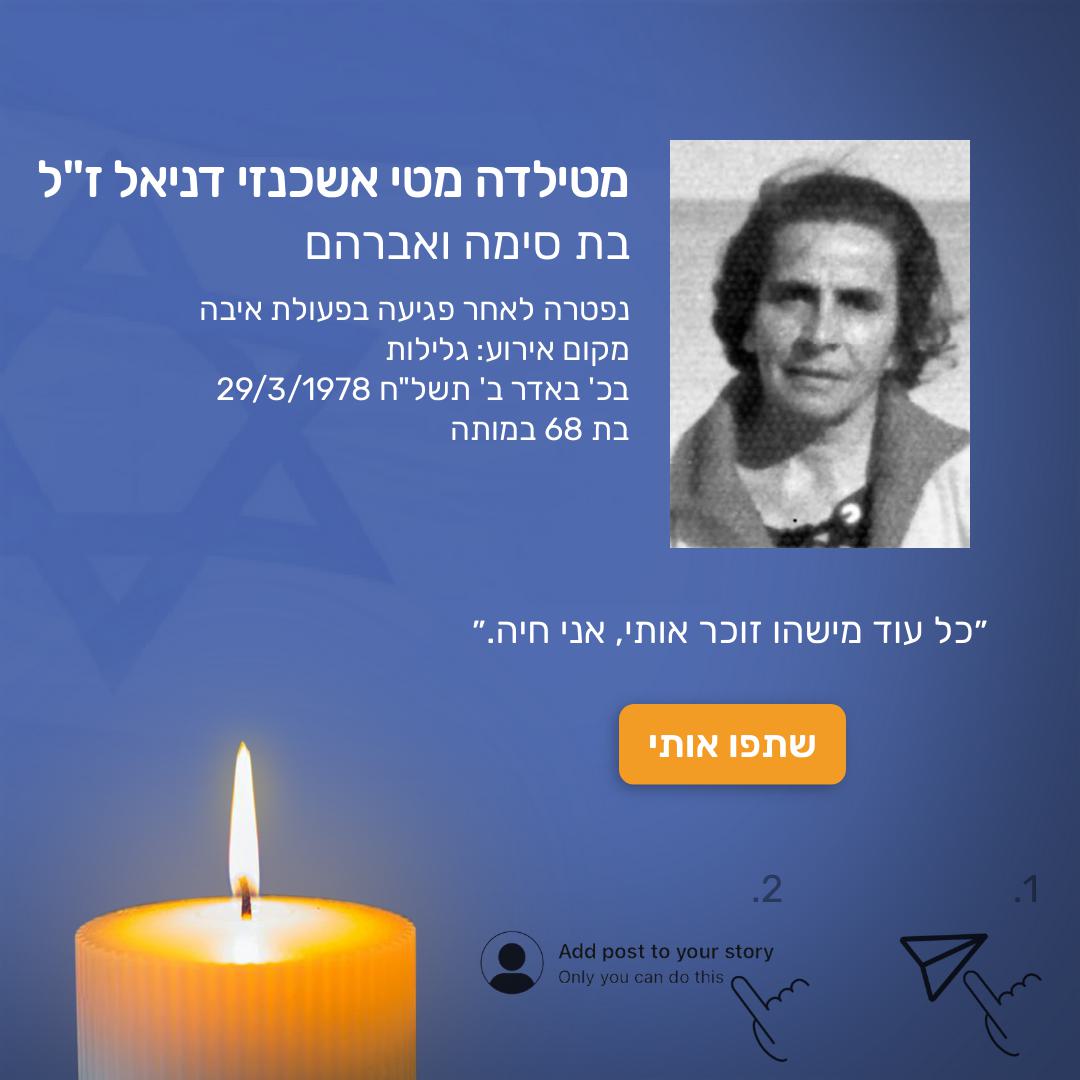 מטילדה מטי אשכנזי דניאל ז"ל
בת סימה ואברהם
נפטרה לאחר פגיעה בפעולת איבה
מקום אירוע: גלילות
בכ' באדר ב' תשל"ח 29/3/1978
בת 68 במותה
״כל עוד מישהו זוכר אותי, אני חיה.״
שתפו אותי
.1
.2
Add post to your story
Only you can do this